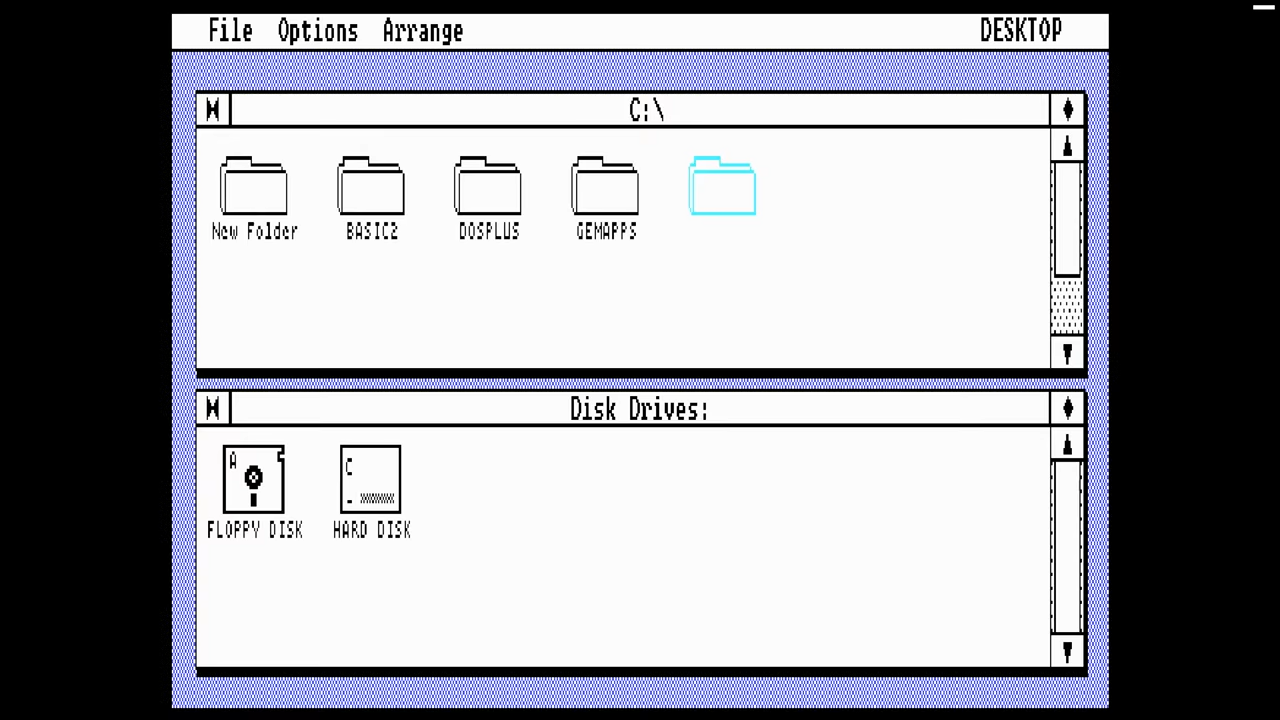 File Options Arrange DESKTOP
C:\
New Folder BASIC2 DOSPLUS GEMAPPS
Disk Drives:
A C
FLOPPY DISK HARD DISK